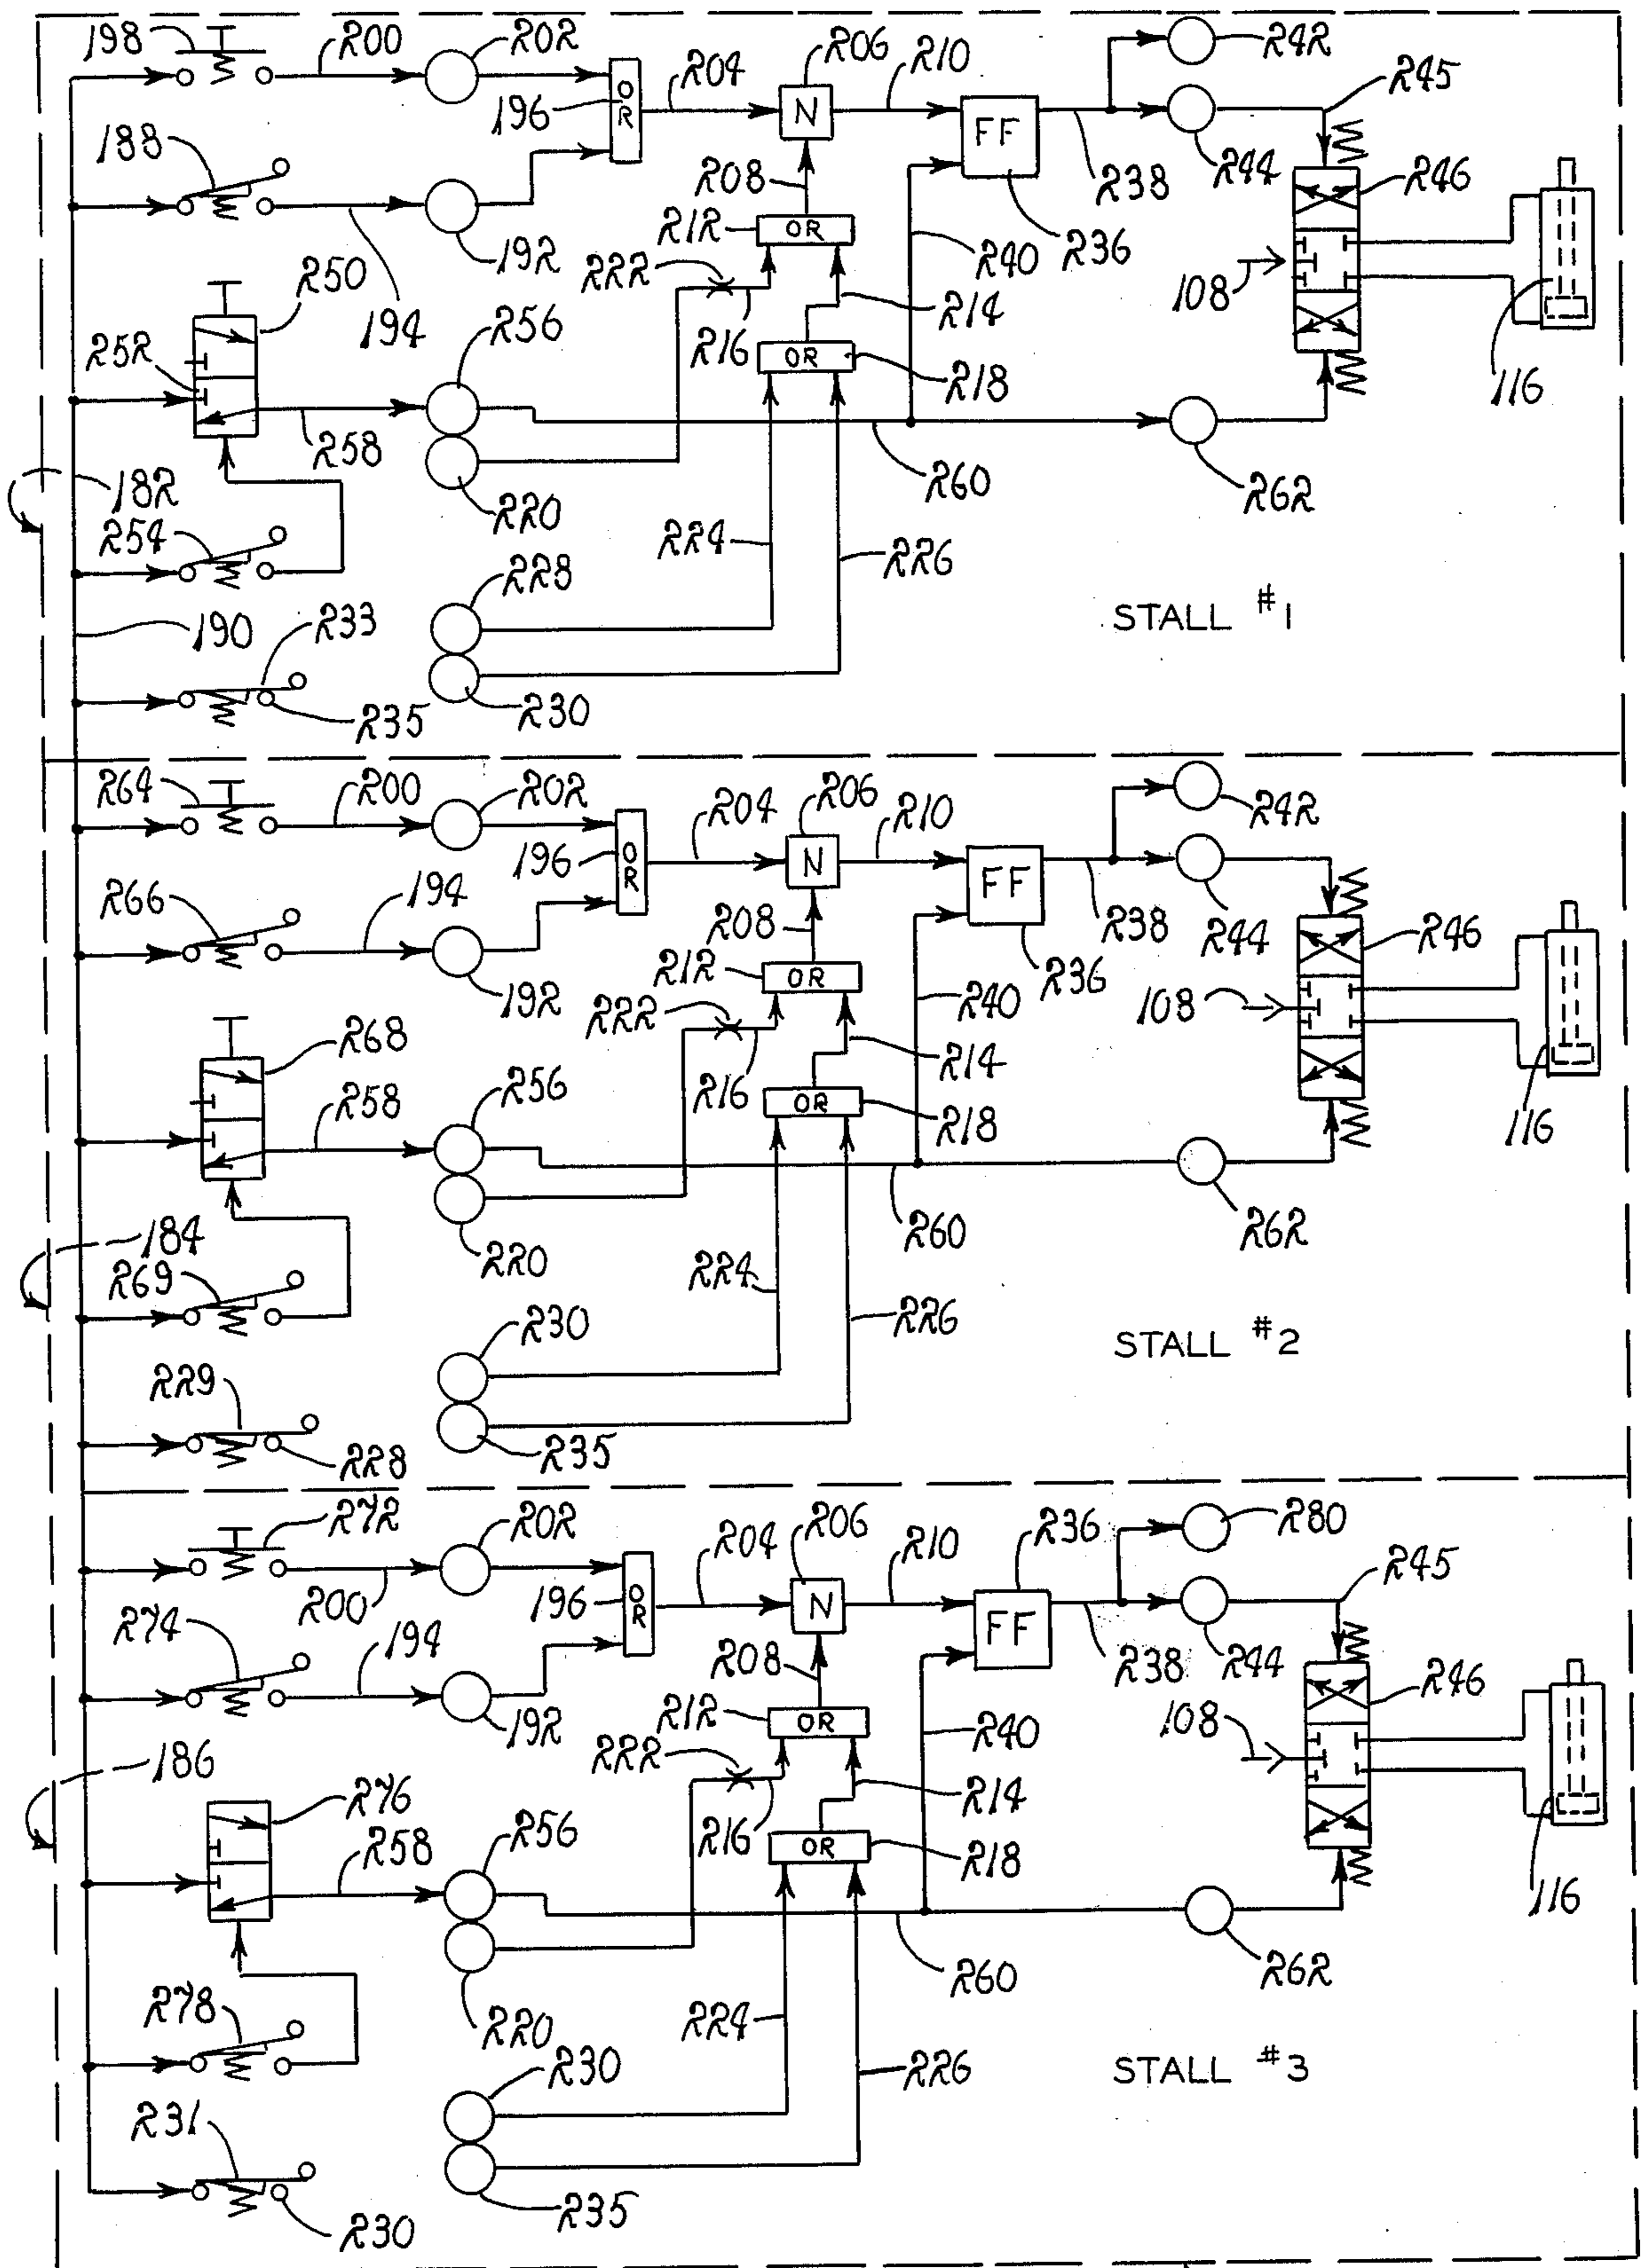 198 200 202 206 210 242
OR 196 204 N FF 245
188 208 238 244 246
212 OR 240 236
250 194 192 222 108
252 256 216 214 OR 218 116
258
182 220 260 262
254 224 226
228
190 233 STALL #1
235 230
264 200 202 206 210 242
OR 196 204 N FF
266 194 208 238 244 246
192 212 OR 240 236 108
222
268 256 216 214 116
258 OR 218
184 220 260 262
269 224 226
230 STALL #2
229
228 235
272 202 206 236 280
200 196 OR 204 N 210 FF 245
274 194 208 238 244 246
192 212 OR 240 108
186 222
276 256 216 214
258 OR 218 116
260 262
278 220 224
230 226 STALL #3
231
230 235